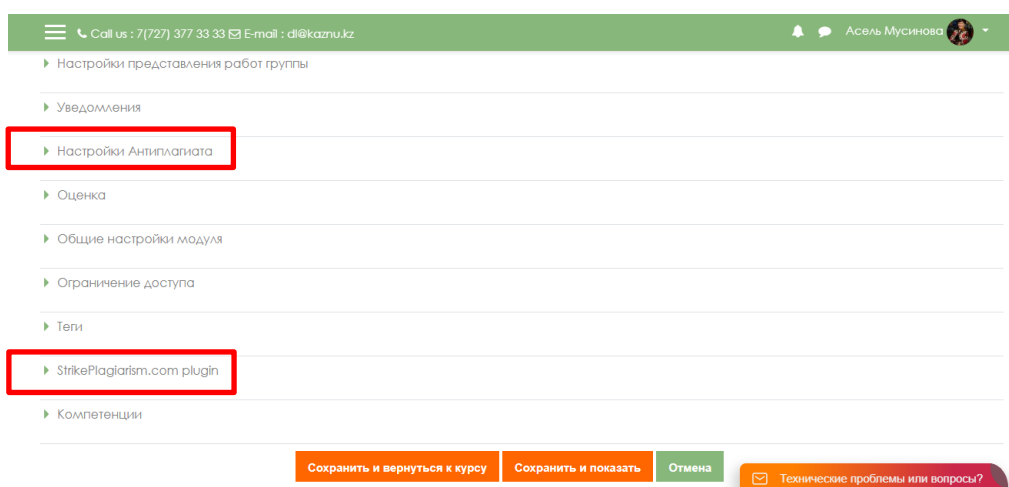 Call us : 7(727) 377 33 33 E-mail : dl@kaznu.kz Асель Мусинова
Настройки представления работ группы
Уведомления
Настройки Антиплагиата
Оценка
Общие настройки модуля
Ограничение доступа
Теги
StrikePlagiarism.com plugin
Компетенции
Сохранить и вернуться к курсу Сохранить и показать Отмена
Технические проблемы или вопросы?